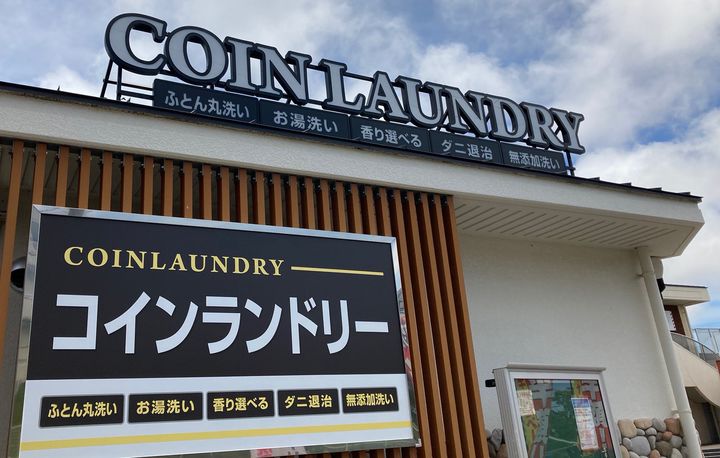 COIN LAUNDRY
ふとん丸洗い お湯洗い 香り選べる ダニ退治 無添加洗い
COINLAUNDRY
コインランドリー
ふとん丸洗い お湯洗い 香り選べる ダニ退治 無添加洗い